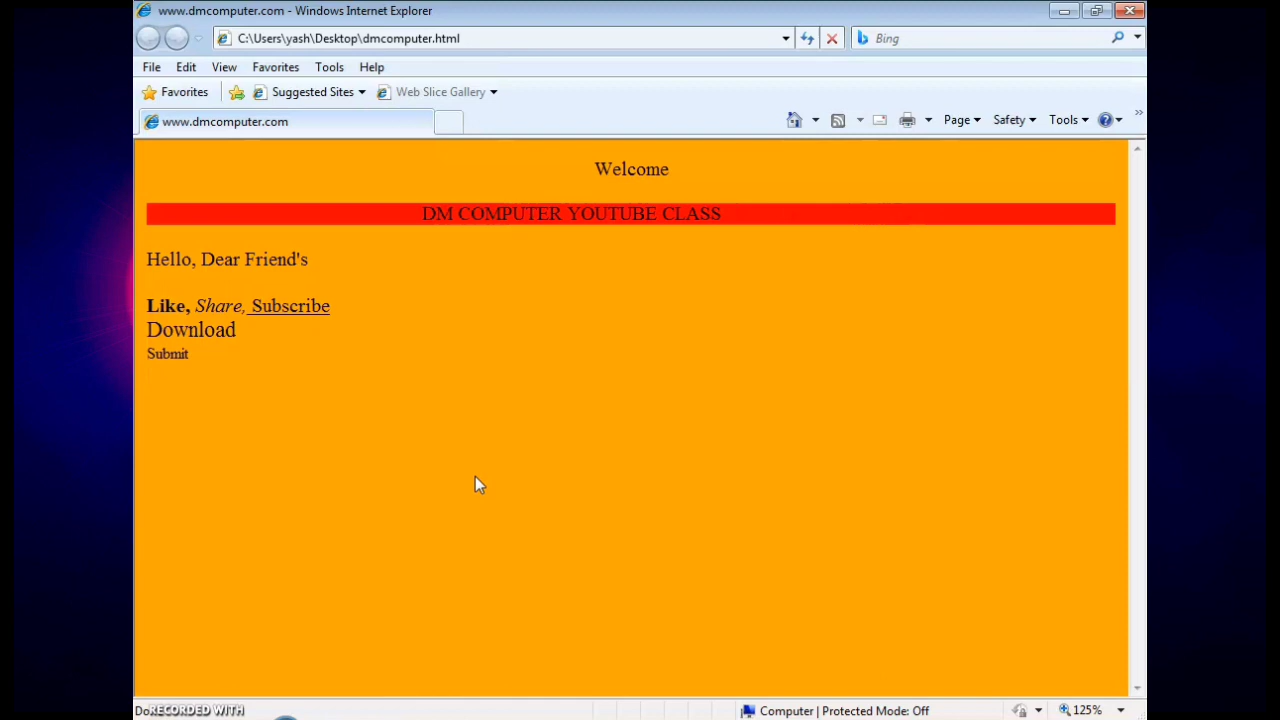 www.dmcomputer.com - Windows Internet Explorer
C:\Users\yash\Desktop\dmcomputer.html
Bing
File Edit View Favorites Tools Help
Favorites Suggested Sites Web Slice Gallery
www.dmcomputer.com
Page Safety Tools
Welcome
DM COMPUTER YOUTUBE CLASS
Hello, Dear Friend's
Like, Share, Subscribe
Download
Submit
Do
RECORDED WITH
Computer | Protected Mode: Off
125%